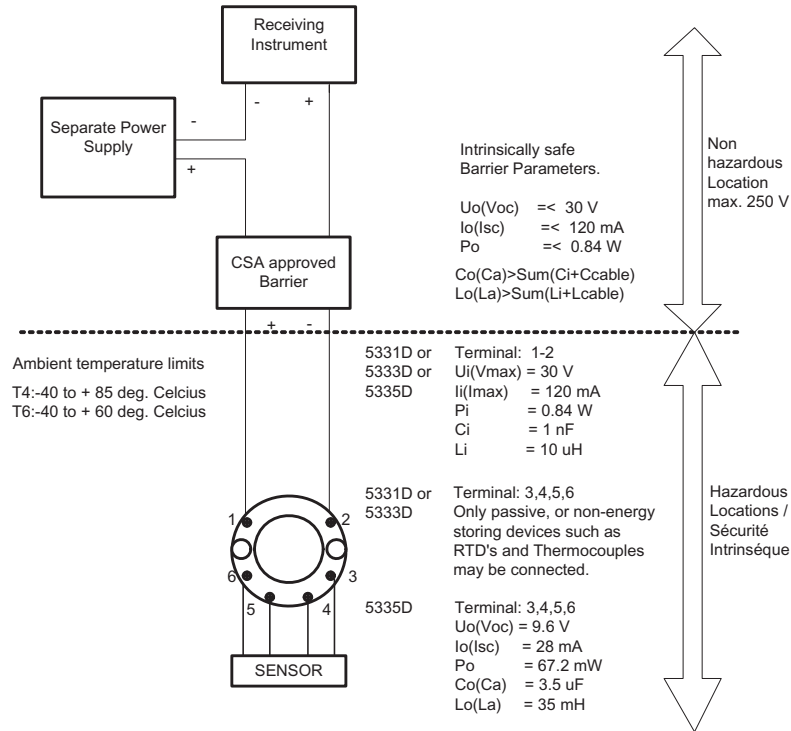 Receiving
Instrument
- +
Separate Power
Supply
-
+
CSA approved
Barrier
+ -
Intrinsically safe
Barrier Parameters.
Uo(Voc) =< 30 V
Io(Isc) =< 120 mA
Po =< 0.84 W
Co(Ca)>Sum(Ci+Ccable)
Lo(La)>Sum(Li+Lcable)
Non
hazardous
Location
max. 250 V
Ambient temperature limits
T4:-40 to + 85 deg. Celcius
T6:-40 to + 60 deg. Celcius
5331D or
5333D or
5335D
Terminal: 1-2
Ui(Vmax) = 30 V
Ii(Imax) = 120 mA
Pi = 0.84 W
Ci = 1 nF
Li = 10 uH
5331D or
5333D
Terminal: 3,4,5,6
Only passive, or non-energy
storing devices such as
RTD's and Thermocouples
may be connected.
Hazardous
Locations /
Sécurité
Intrinséque
1 2
6 3
5 4
SENSOR
5335D
Terminal: 3,4,5,6
Uo(Voc) = 9.6 V
Io(Isc) = 28 mA
Po = 67.2 mW
Co(Ca) = 3.5 uF
Lo(La) = 35 mH